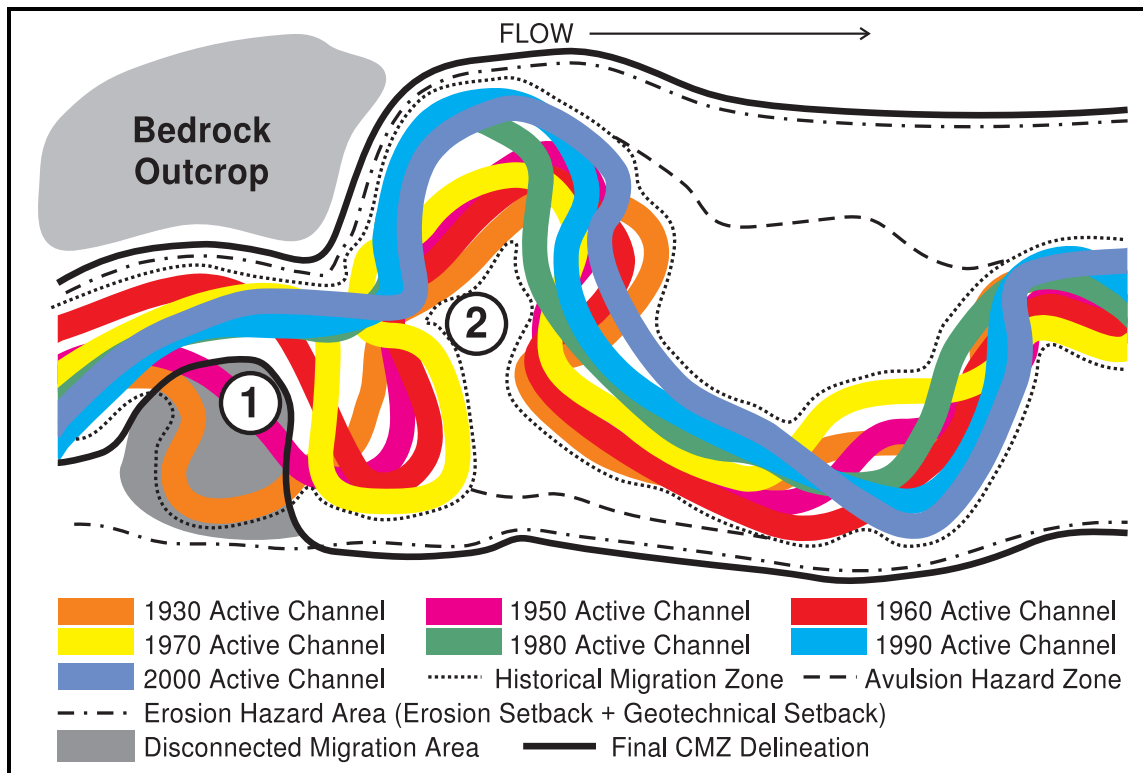 FLOW
Bedrock
Outcrop
2
1
1930 Active Channel 1950 Active Channel 1960 Active Channel
1970 Active Channel 1980 Active Channel 1990 Active Channel
2000 Active Channel Historical Migration Zone Avulsion Hazard Zone
Erosion Hazard Area (Erosion Setback + Geotechnical Setback)
Disconnected Migration Area Final CMZ Delineation